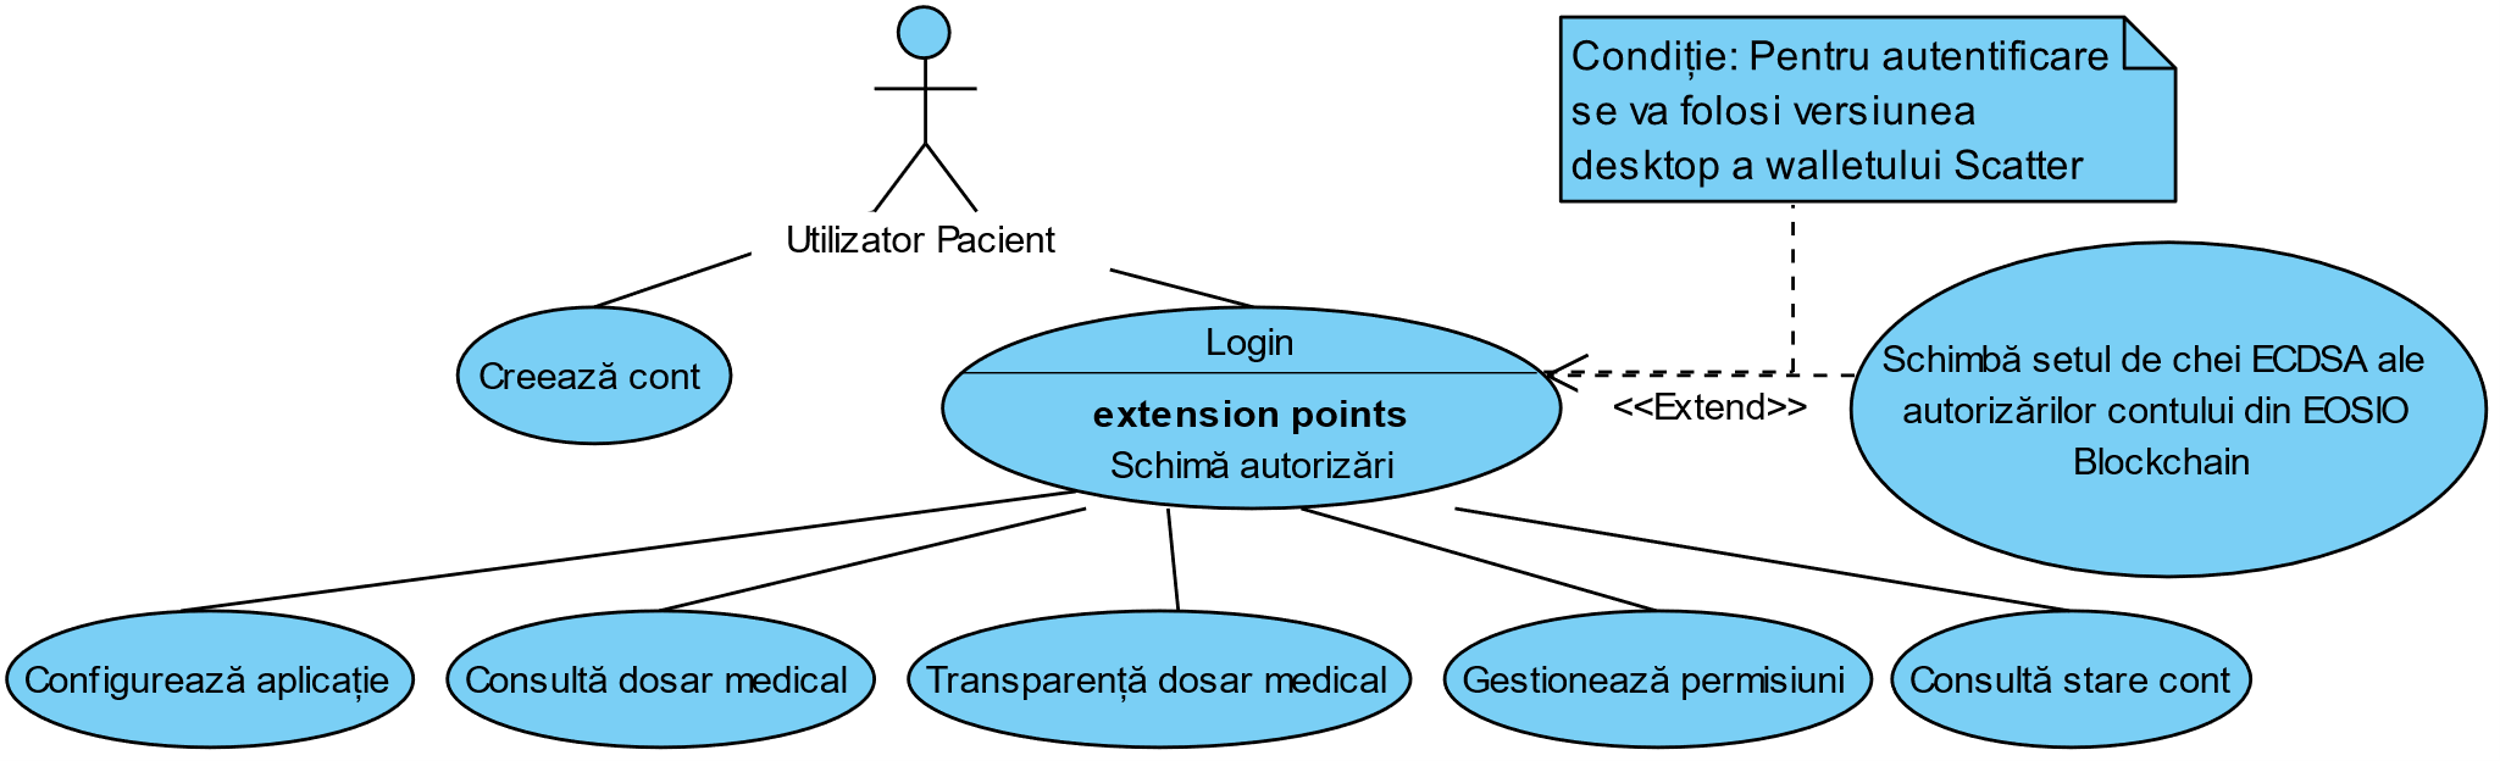 Condiție: Pentru autentificare
se va folosi versiunea
desktop a walletului Scatter
Utilizator Pacient
Creează cont
Login
extension points
Schimă autorizări
<<Extend>>
Schimbă setul de chei ECDSA ale
autorizărilor contului din EOSIO
Blockchain
Configurează aplicație
Consultă dosar medical
Transparență dosar medical
Gestionează permisiuni
Consultă stare cont